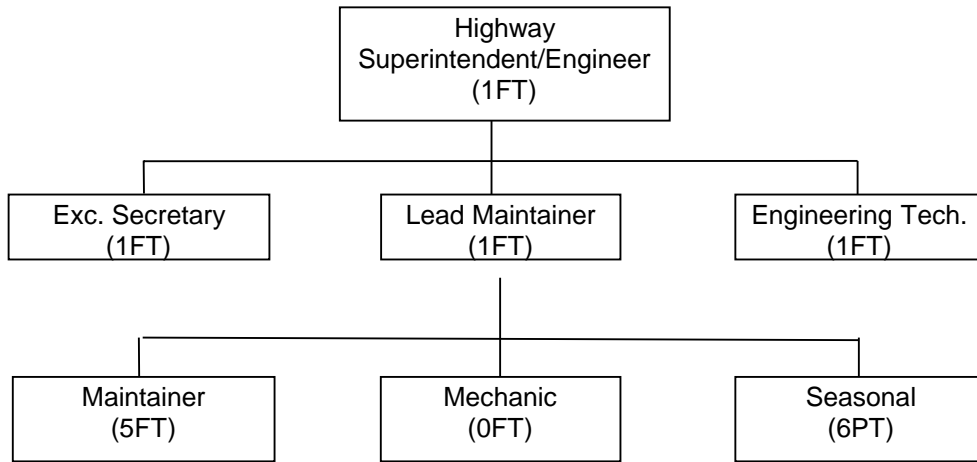 Highway
Superintendent/Engineer
(1FT)
Exc. Secretary
(1FT)
Lead Maintainer
(1FT)
Engineering Tech.
(1FT)
Maintainer
(5FT)
Mechanic
(0FT)
Seasonal
(6PT)